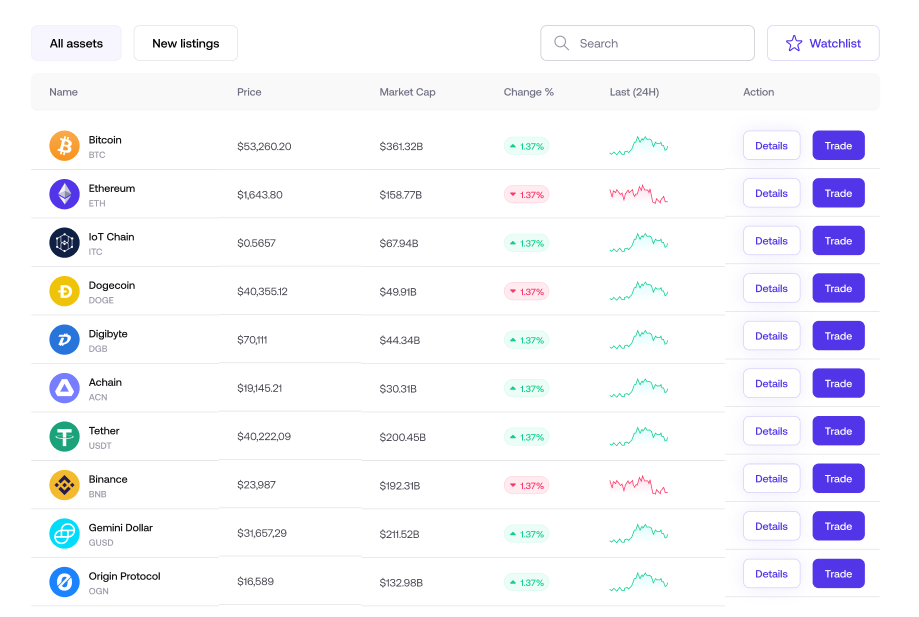 All assets New listings Search Watchlist
Name Price Market Cap Change % Last (24H) Action
Bitcoin
BTC $53,260.20 $361.32B 1.37% Details Trade
Ethereum
ETH $1,643.80 $158.77B 1.37% Details Trade
IoT Chain
ITC $0.5657 $67.94B 1.37% Details Trade
Dogecoin
DOGE $40,355.12 $49.91B 1.37% Details Trade
Digibyte
DGB $70,111 $44.34B 1.37% Details Trade
Achain
ACN $19,145.21 $30.31B 1.37% Details Trade
Tether
USDT $40,222,09 $200.45B 1.37% Details Trade
Binance
BNB $23,987 $192.31B 1.37% Details Trade
Gemini Dollar
GUSD $31,657,29 $211.52B 1.37% Details Trade
Origin Protocol
OGN $16,589 $132.98B 1.37% Details Trade